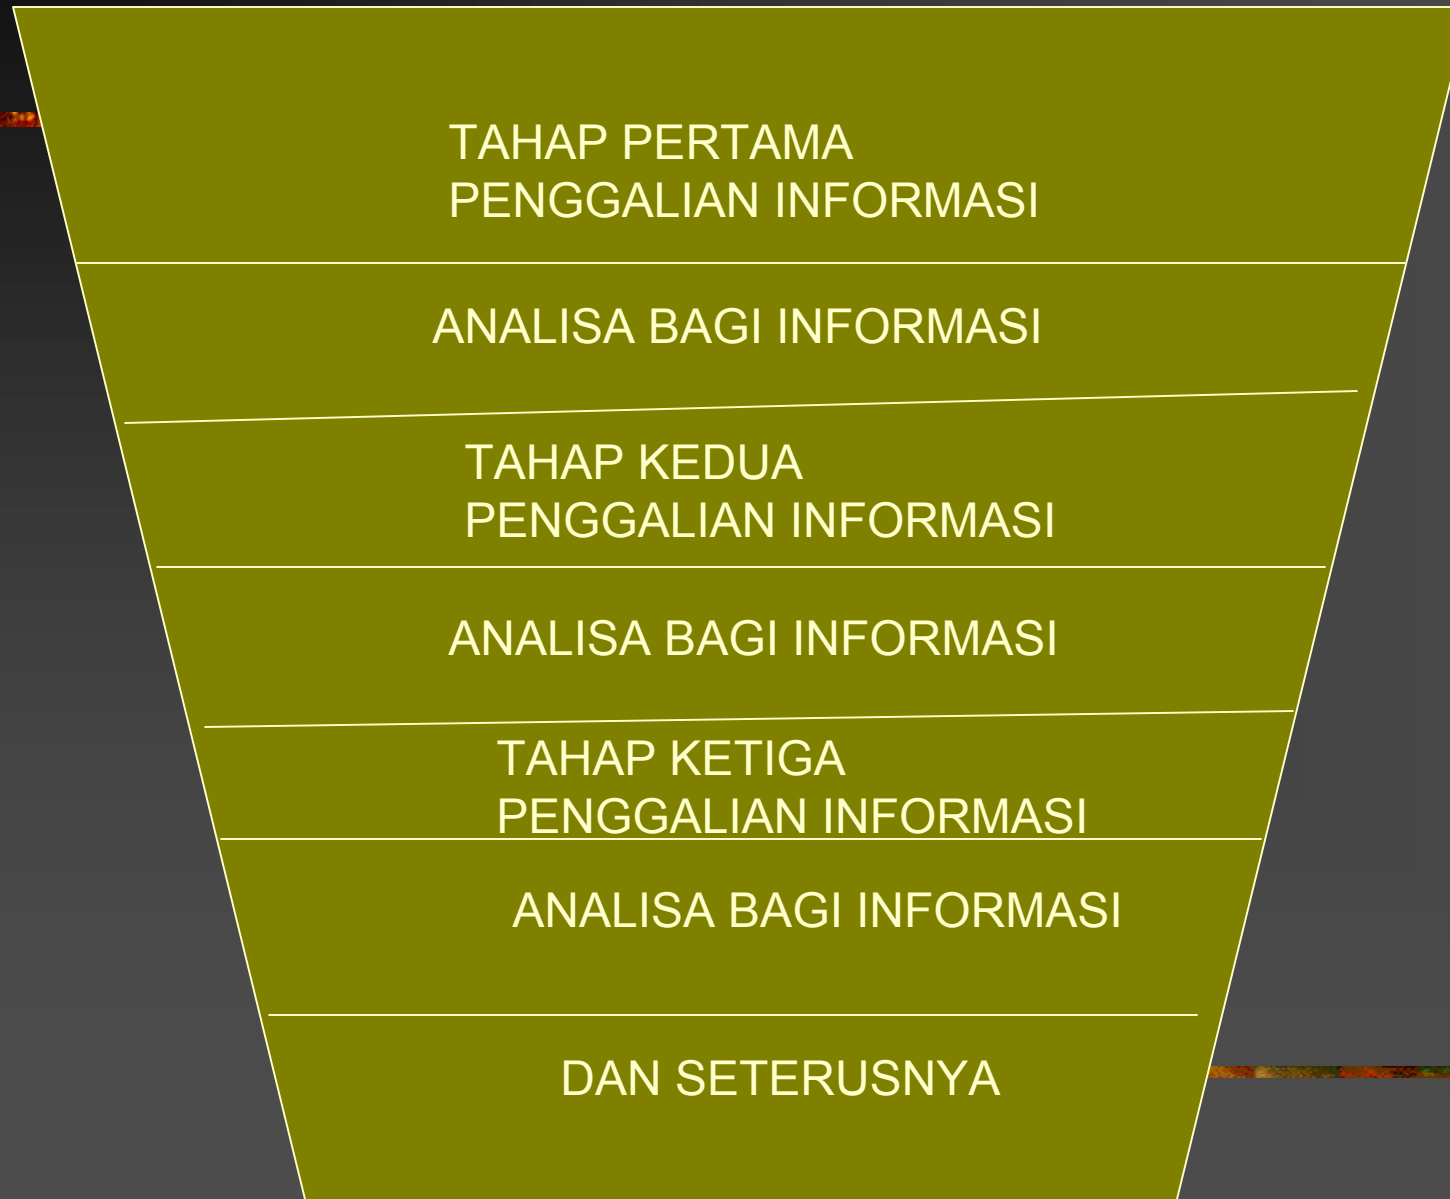 TAHAP PERTAMA
PENGGALIAN INFORMASI
ANALISA BAGI INFORMASI
TAHAP KEDUA
PENGGALIAN INFORMASI
ANALISA BAGI INFORMASI
TAHAP KETIGA
PENGGALIAN INFORMASI
ANALISA BAGI INFORMASI
DAN SETERUSNYA